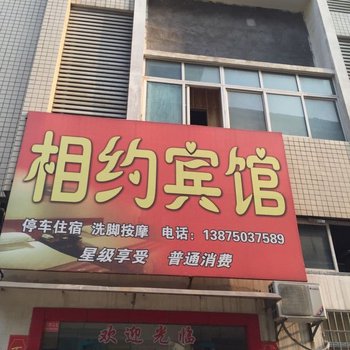 相约宾馆
停车住宿 洗脚按摩 电话：13875037589
星级享受 普通消费
欢迎光临